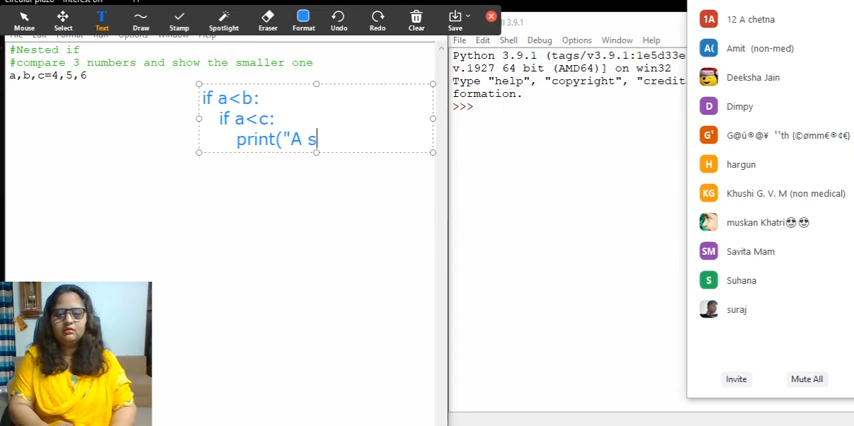 Mouse Select Text Draw Stamp Spotlight Eraser Format Undo Redo Clear Save
#Nested if
#compare 3 numbers and show the smaller one
a,b,c=4,5,6
if a<b:
if a<c:
print("A s
3.9.1
File Edit Shell Debug Options Window Help
Python 3.9.1 (tags/v3.9.1:1e5d33e
v.1927 64 bit (AMD64)] on win32
Type "help", "copyright", "credit
formation.
>>>
1A 12 A chetna
A( Amit (non-med)
Deeksha Jain
D Dimpy
H hargun
KG Khushi G. V. M (non medical)
muskan Khatri😍😍
SM Savita Mam
S Suhana
suraj
Invite Mute All